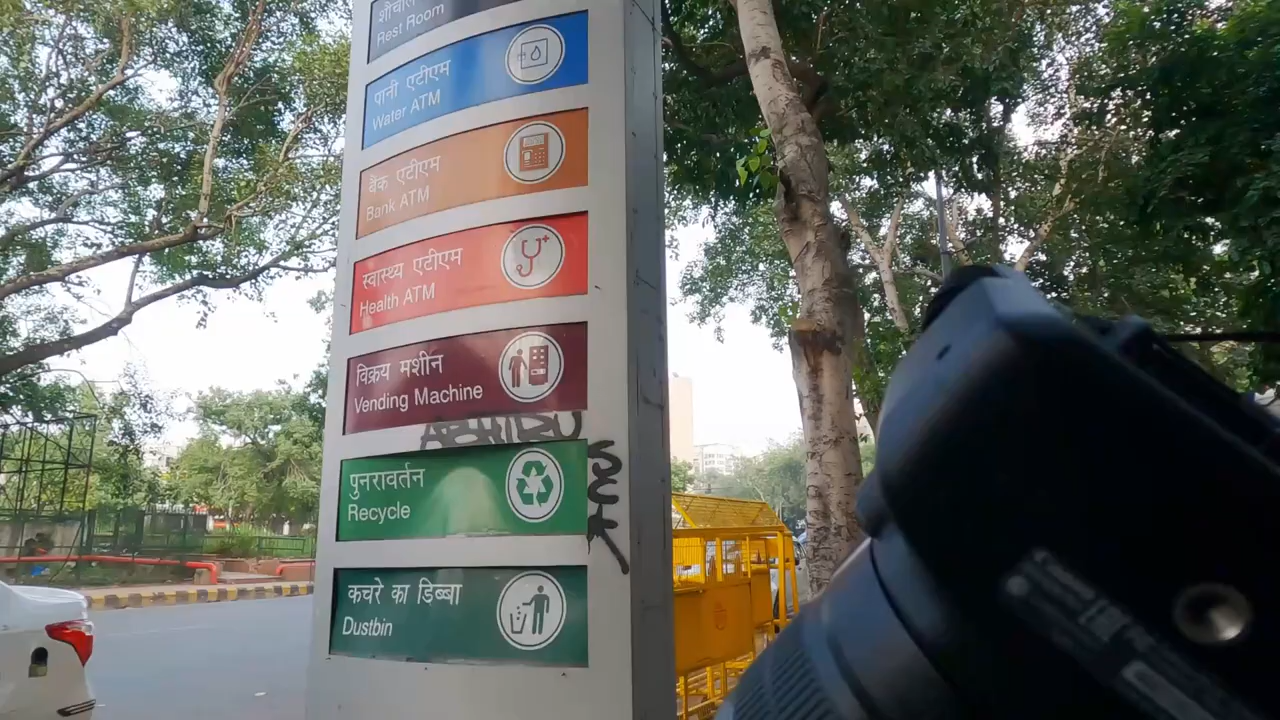 शौचालय
Rest Room
पानी एटीएम
Water ATM
बैंक एटीएम
Bank ATM
स्वास्थ्य एटीएम
Health ATM
विक्रय मशीन
Vending Machine
पुनरावर्तन
Recycle
कचरे का डिब्बा
Dustbin